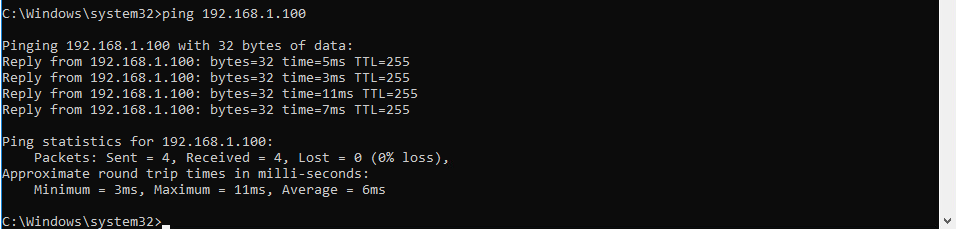 C:\Windows\system32>ping 192.168.1.100
Pinging 192.168.1.100 with 32 bytes of data:
Reply from 192.168.1.100: bytes=32 time=5ms TTL=255
Reply from 192.168.1.100: bytes=32 time=3ms TTL=255
Reply from 192.168.1.100: bytes=32 time=11ms TTL=255
Reply from 192.168.1.100: bytes=32 time=7ms TTL=255
Ping statistics for 192.168.1.100:
    Packets: Sent = 4, Received = 4, Lost = 0 (0% loss),
Approximate round trip times in milli-seconds:
    Minimum = 3ms, Maximum = 11ms, Average = 6ms
C:\Windows\system32>